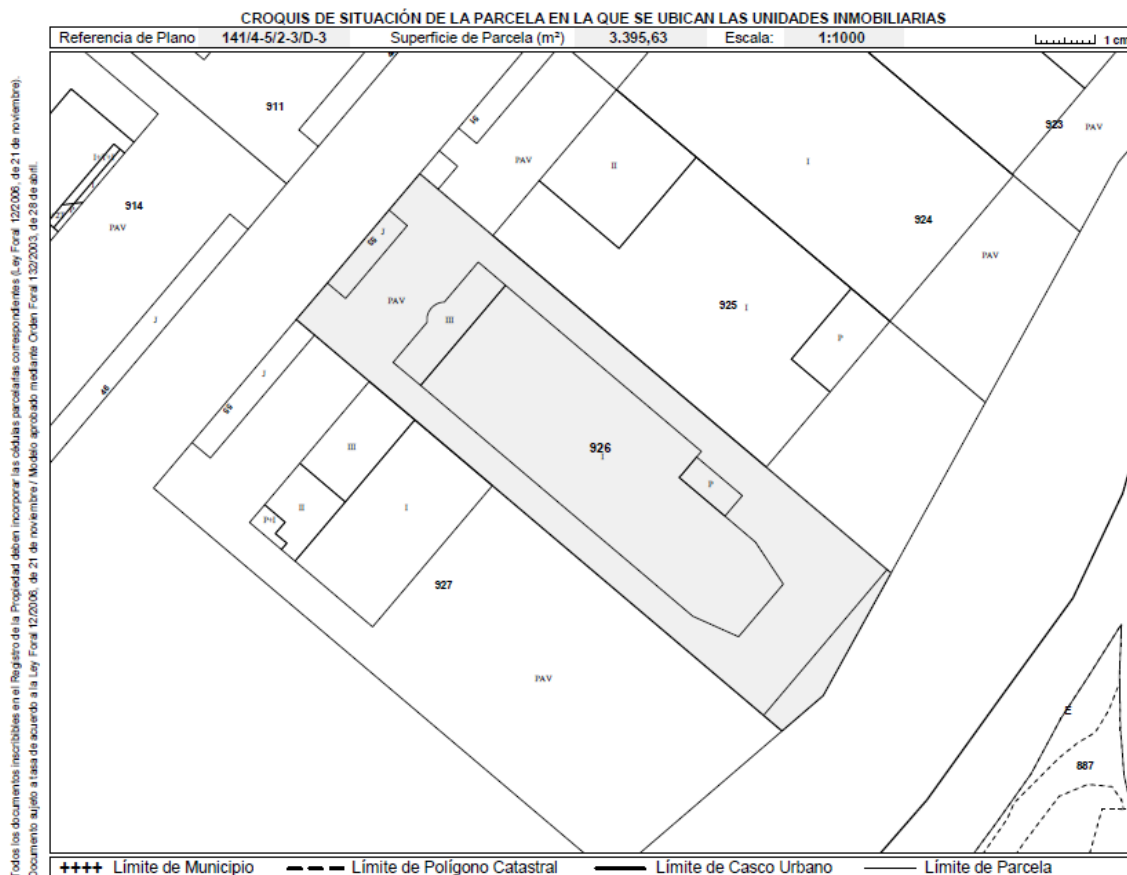 CROQUIS DE SITUACIÓN DE LA PARCELA EN LA QUE SE UBICAN LAS UNIDADES INMOBILIARIAS
Referencia de Plano 141/4-5/2-3/D-3 Superficie de Parcela (m²) 3.395,63 Escala: 1:1000 1 cm
Todos los documentos inscribibles en el Registro de la Propiedad deben incorporar las cédulas parcelarias correspondientes (Ley Foral 12/2006, de 21 de noviembre).
Documento sujeto a tasa de acuerdo a la Ley Foral 12/2006, de 21 de noviembre / Modelo aprobado mediante Orden Foral 132/2003, de 28 de abril.
911
923
PAV
PAV
II
I
914
PAV
924
PAV
J
PAV
III
925 I
P
J
46
J
III
926
I
P
II
I
P+I
927
PAV
E
887
++++ Límite de Municipio
Límite de Polígono Catastral
Límite de Casco Urbano
Límite de Parcela